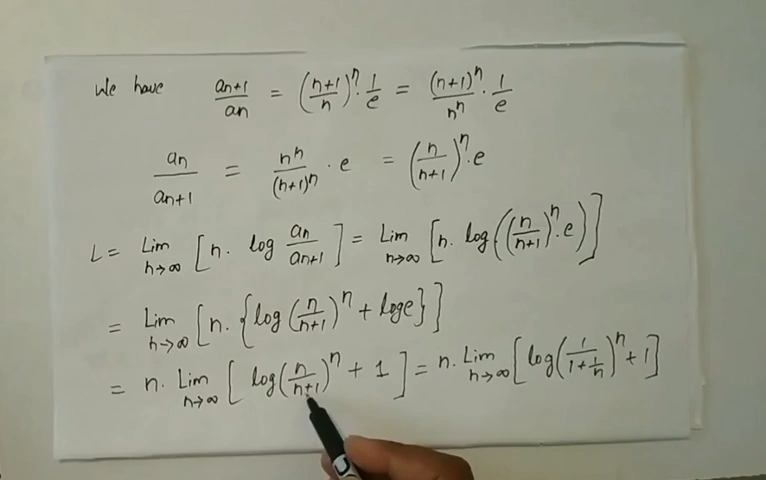 We have an+1/an = ((n+1)/n)^n · 1/e = (n+1)^n/n^n · 1/e
an/an+1 = n^n/(n+1)^n · e = (n/(n+1))^n · e
L = Lim n→∞ [n. log an/an+1] = Lim n→∞ [n. log((n/(n+1))^n · e)]
= Lim n→∞ [n. {log(n/(n+1))^n + loge}]
= n. Lim n→∞ [log(n/(n+1))^n + 1] = n. Lim n→∞ [log(1/(1+1/n))^n + 1]